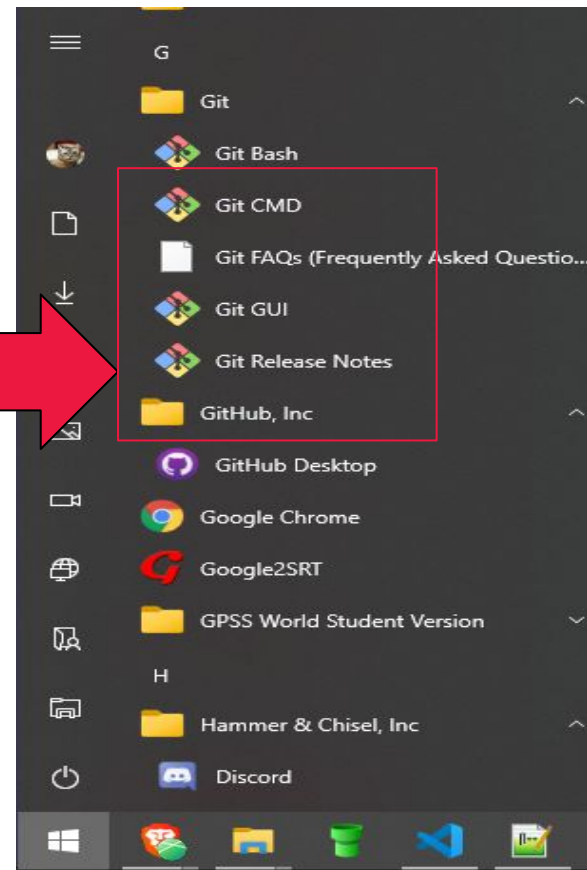 G
Git
Git Bash
Git CMD
Git FAQs (Frequently Asked Questio...
Git GUI
Git Release Notes
GitHub, Inc
GitHub Desktop
Google Chrome
Google2SRT
GPSS World Student Version
H
Hammer & Chisel, Inc
Discord